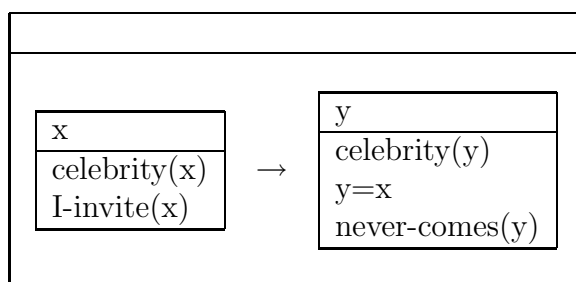 x
celebrity(x)
I-invite(x)
→
y
celebrity(y)
y=x
never-comes(y)